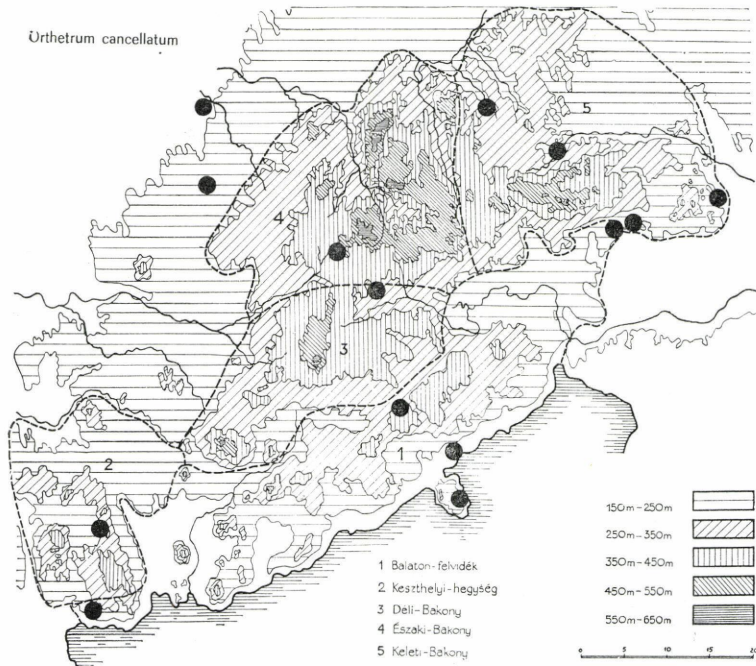 Orthetrum cancellatum
5
4
3
2
1
1 Balaton-felvidék
2 Keszthelyi-hegység
3 Déli-Bakony
4 Északi-Bakony
5 Keleti-Bakony
150m-250m
250m-350m
350m-450m
450m-550m
550m-650m
0 5 10 15 20